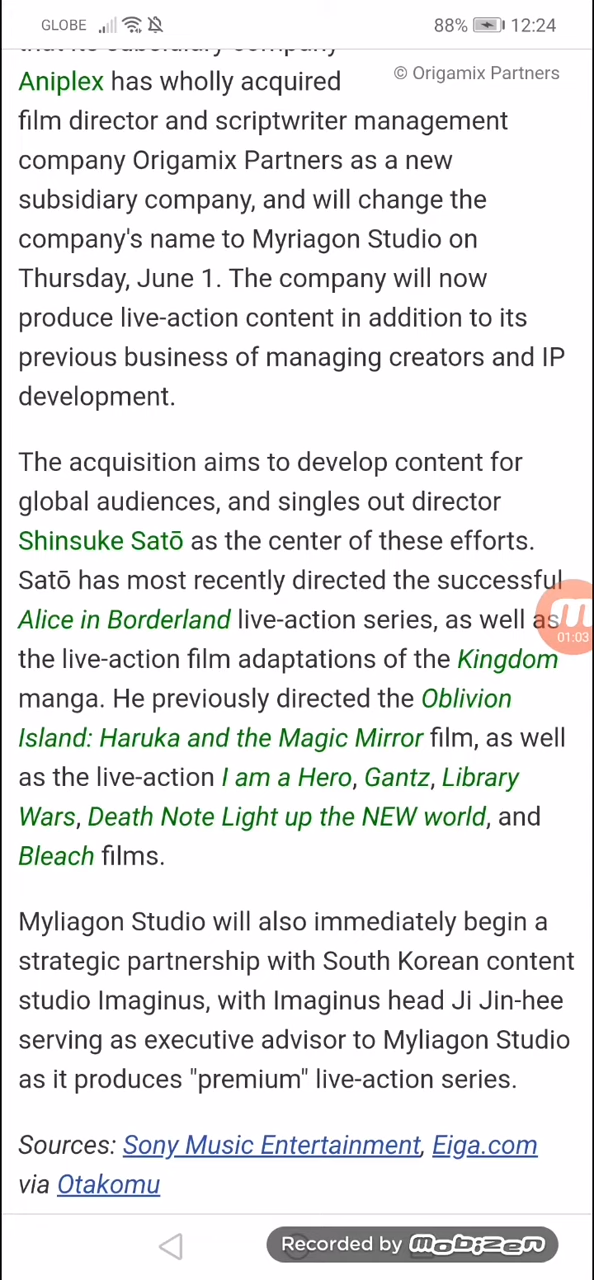 GLOBE 88% 12:24
that its subsidiary company
Aniplex has wholly acquired
© Origamix Partners
film director and scriptwriter management
company Origamix Partners as a new
subsidiary company, and will change the
company's name to Myriagon Studio on
Thursday, June 1. The company will now
produce live-action content in addition to its
previous business of managing creators and IP
development.
The acquisition aims to develop content for
global audiences, and singles out director
Shinsuke Satō as the center of these efforts.
Satō has most recently directed the successful
Alice in Borderland live-action series, as well as
01:03
the live-action film adaptations of the Kingdom
manga. He previously directed the Oblivion
Island: Haruka and the Magic Mirror film, as well
as the live-action I am a Hero, Gantz, Library
Wars, Death Note Light up the NEW world, and
Bleach films.
Myliagon Studio will also immediately begin a
strategic partnership with South Korean content
studio Imaginus, with Imaginus head Ji Jin-hee
serving as executive advisor to Myliagon Studio
as it produces "premium" live-action series.
Sources: Sony Music Entertainment, Eiga.com
via Otakomu
Recorded by mobizen